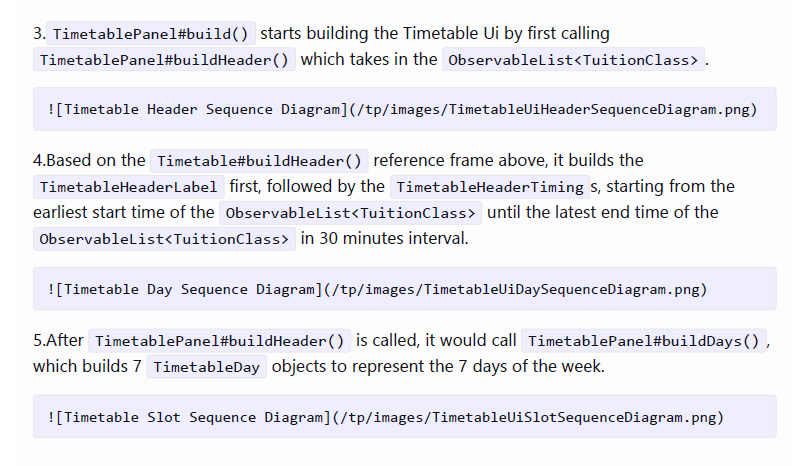 3. TimetablePanel#build() starts building the Timetable Ui by first calling
TimetablePanel#buildHeader() which takes in the ObservableList<TuitionClass>.
![Timetable Header Sequence Diagram](/tp/images/TimetableUiHeaderSequenceDiagram.png)
4.Based on the Timetable#buildHeader() reference frame above, it builds the
TimetableHeaderLabel first, followed by the TimetableHeaderTiming s, starting from the
earliest start time of the ObservableList<TuitionClass> until the latest end time of the
ObservableList<TuitionClass> in 30 minutes interval.
![Timetable Day Sequence Diagram](/tp/images/TimetableUiDaySequenceDiagram.png)
5.After TimetablePanel#buildHeader() is called, it would call TimetablePanel#buildDays(),
which builds 7 TimetableDay objects to represent the 7 days of the week.
![Timetable Slot Sequence Diagram](/tp/images/TimetableUiSlotSequenceDiagram.png)